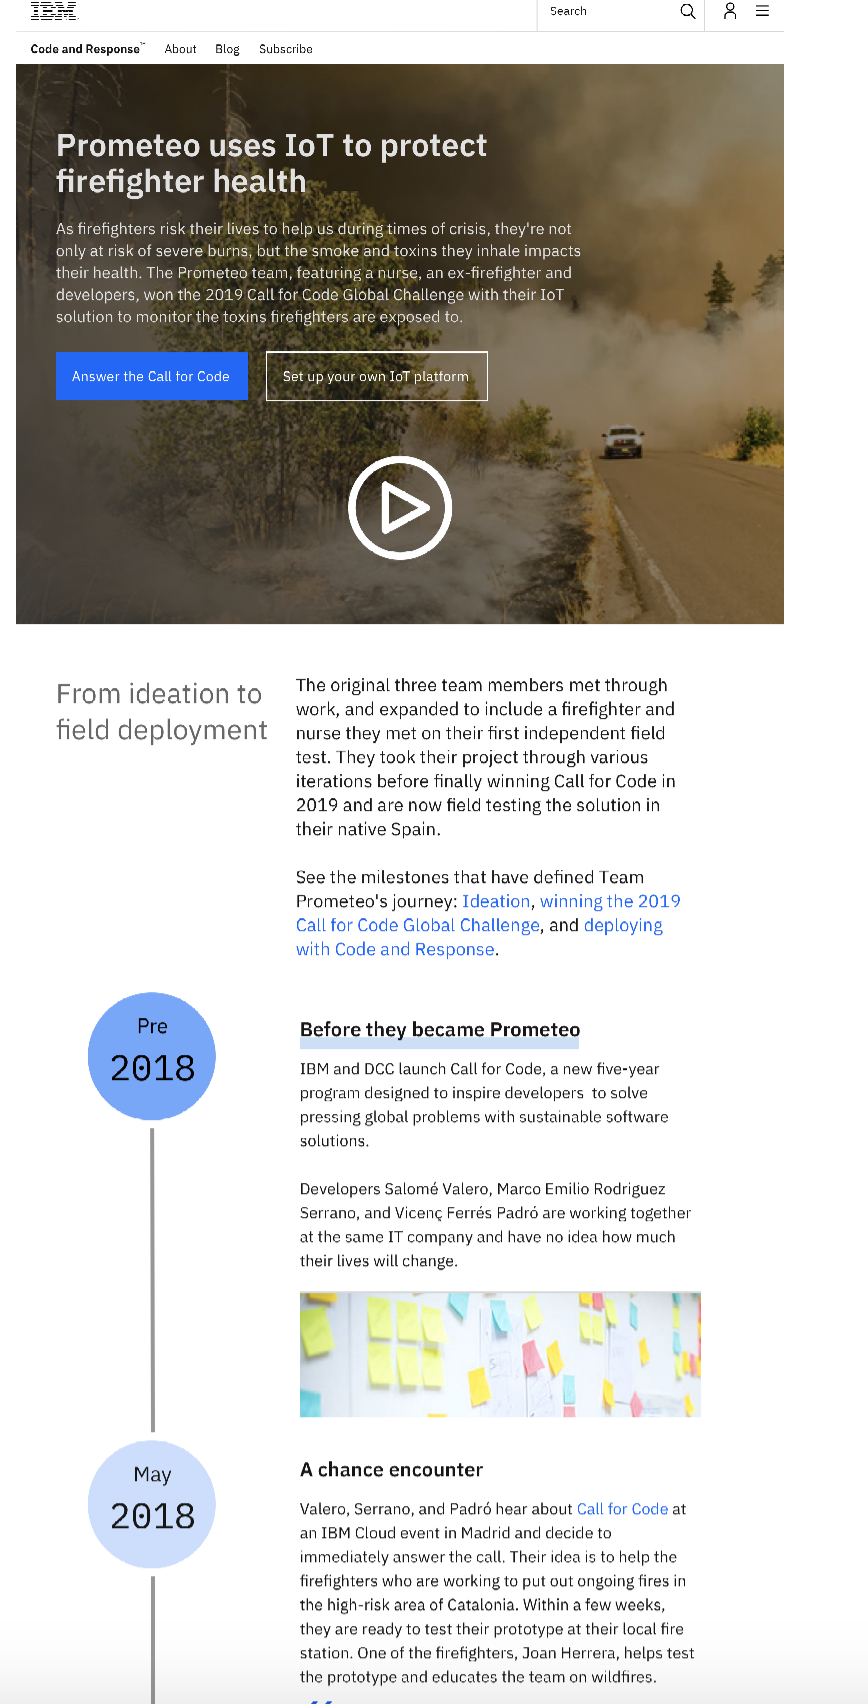 IBM
Search
Code and Response™
About
Blog
Subscribe
Prometeo uses IoT to protect
firefighter health
As firefighters risk their lives to help us during times of crisis, they're not
only at risk of severe burns, but the smoke and toxins they inhale impacts
their health. The Prometeo team, featuring a nurse, an ex-firefighter and
developers, won the 2019 Call for Code Global Challenge with their IoT
solution to monitor the toxins firefighters are exposed to.
Answer the Call for Code
Set up your own IoT platform
From ideation to
field deployment
The original three team members met through
work, and expanded to include a firefighter and
nurse they met on their first independent field
test. They took their project through various
iterations before finally winning Call for Code in
2019 and are now field testing the solution in
their native Spain.
See the milestones that have defined Team
Prometeo's journey: Ideation, winning the 2019
Call for Code Global Challenge, and deploying
with Code and Response.
Pre
2018
Before they became Prometeo
IBM and DCC launch Call for Code, a new five-year
program designed to inspire developers  to solve
pressing global problems with sustainable software
solutions.
Developers Salomé Valero, Marco Emilio Rodriguez
Serrano, and Vicenç Ferrés Padró are working together
at the same IT company and have no idea how much
their lives will change.
May
2018
A chance encounter
Valero, Serrano, and Padró hear about Call for Code at
an IBM Cloud event in Madrid and decide to
immediately answer the call. Their idea is to help the
firefighters who are working to put out ongoing fires in
the high-risk area of Catalonia. Within a few weeks,
they are ready to test their prototype at their local fire
station. One of the firefighters, Joan Herrera, helps test
the prototype and educates the team on wildfires.